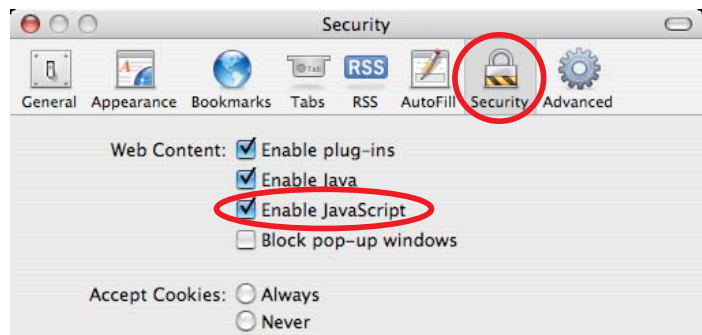 Security
Tab
RSS
General Appearance Bookmarks Tabs RSS AutoFill Security Advanced
Web Content: Enable plug-ins
Enable Java
Enable JavaScript
Block pop-up windows
Accept Cookies: Always
Never